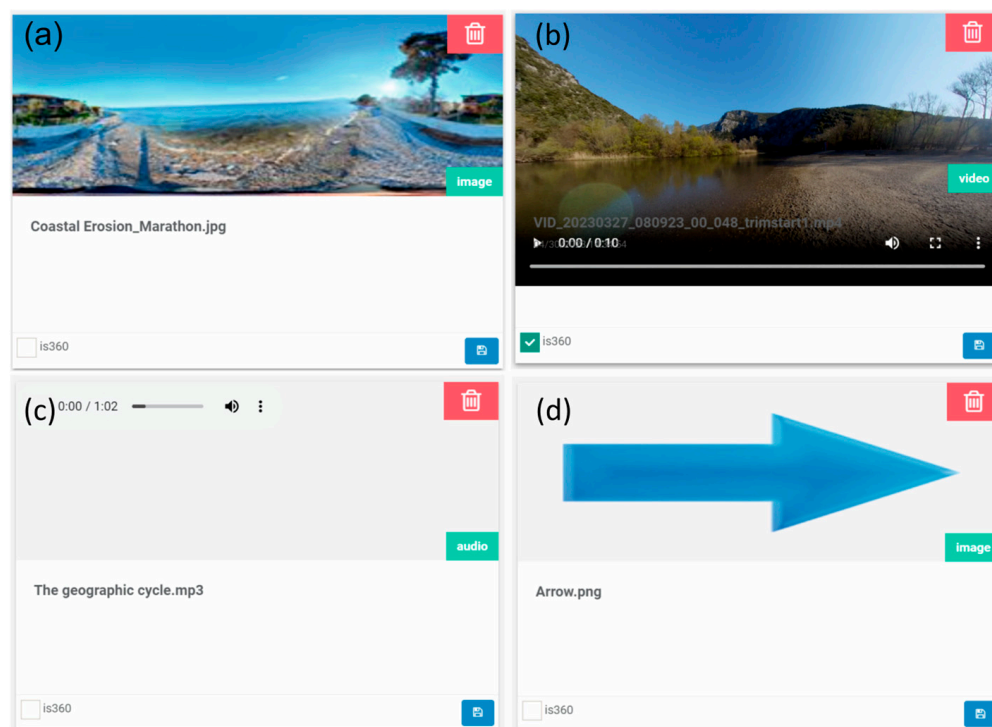 (a)
image
Coastal Erosion_Marathon.jpg
is360
(b)
video
VID_20230327_080923_00_048_trimstart1.mp4
0:00 / 0:10
is360
(c)
0:00 / 1:02
audio
The geographic cycle.mp3
is360
(d)
image
Arrow.png
is360